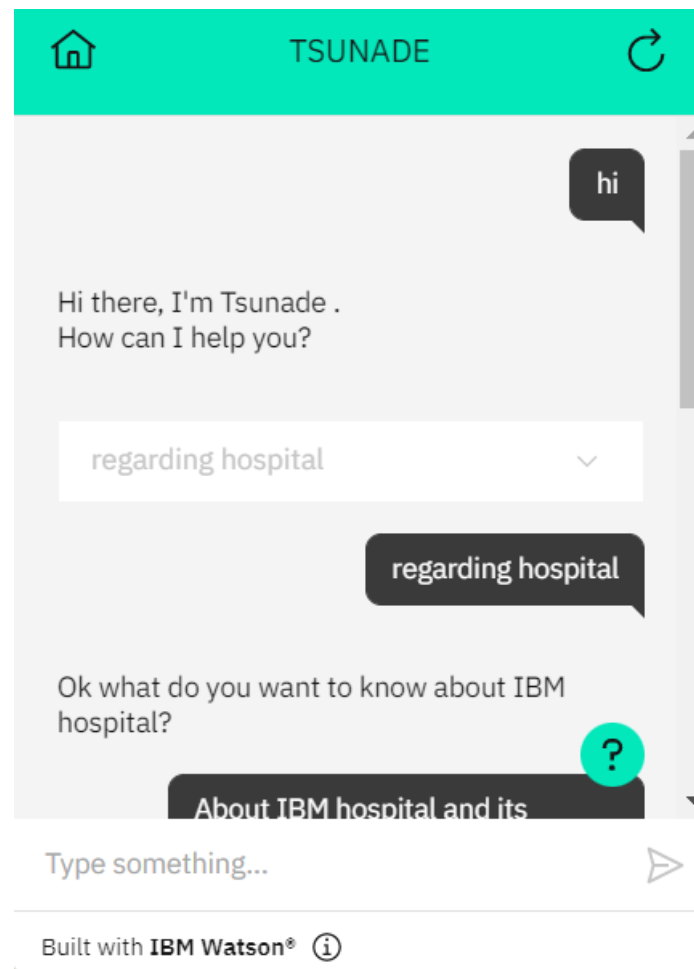 TSUNADE
hi
Hi there, I'm Tsunade .
How can I help you?
regarding hospital
regarding hospital
Ok what do you want to know about IBM
hospital?
?
About IBM hospital and its
Type something...
Built with IBM Watson®